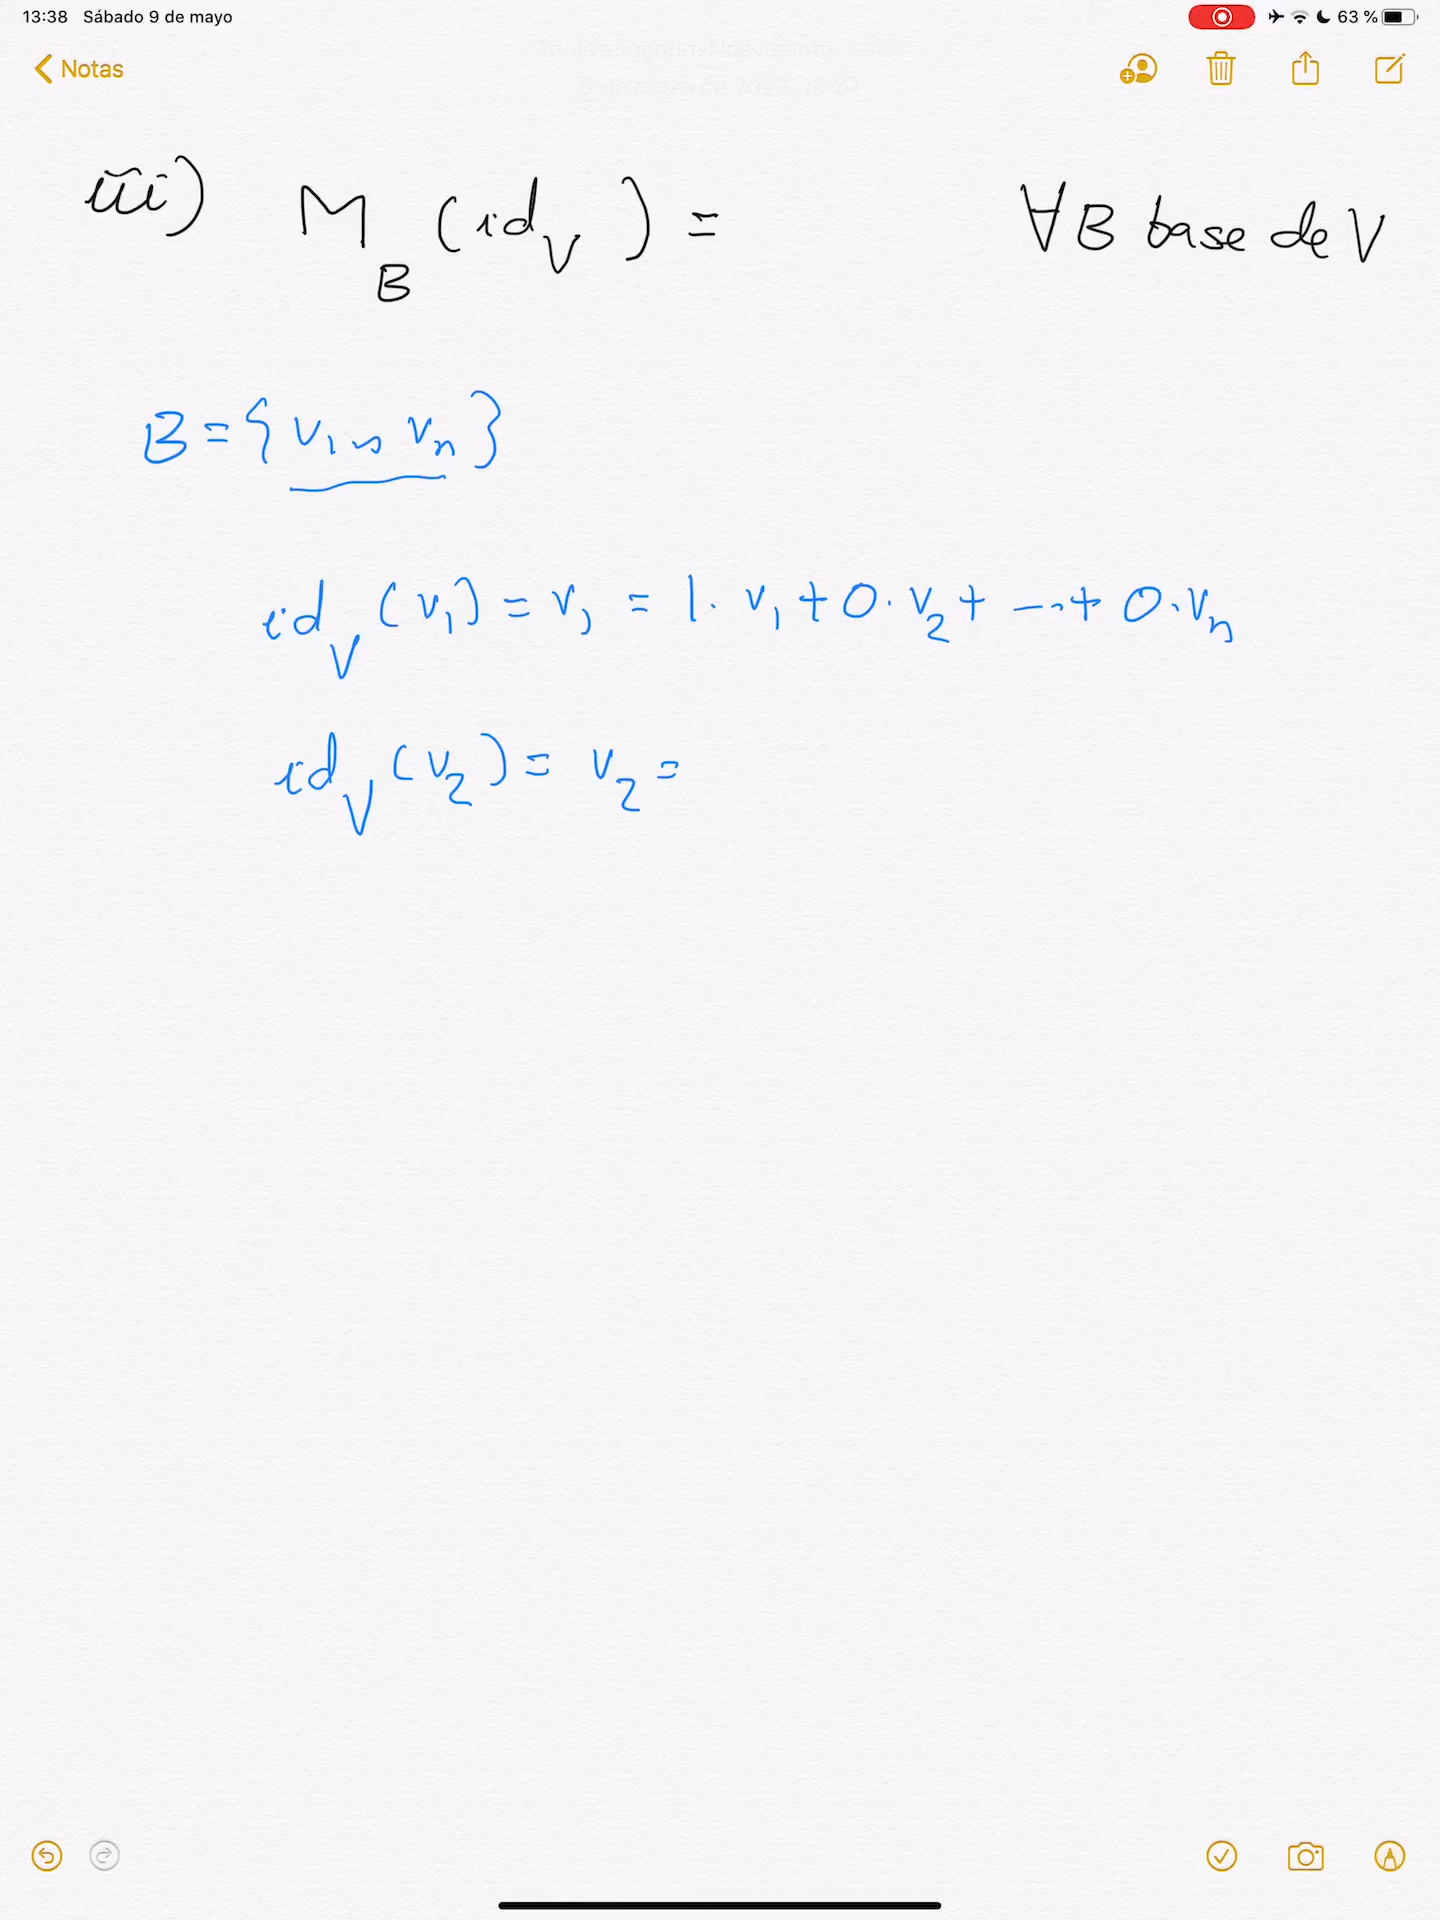 13:38 Sábado 9 de mayo 63 %
Notas
iii) M_B (id_V) = ∀B base de V
B = {v₁, ..., vₙ}
id_V (v₁) = v₁ = 1· v₁ + 0· v₂ + ... + 0· vₙ
id_V (v₂) = v₂ =